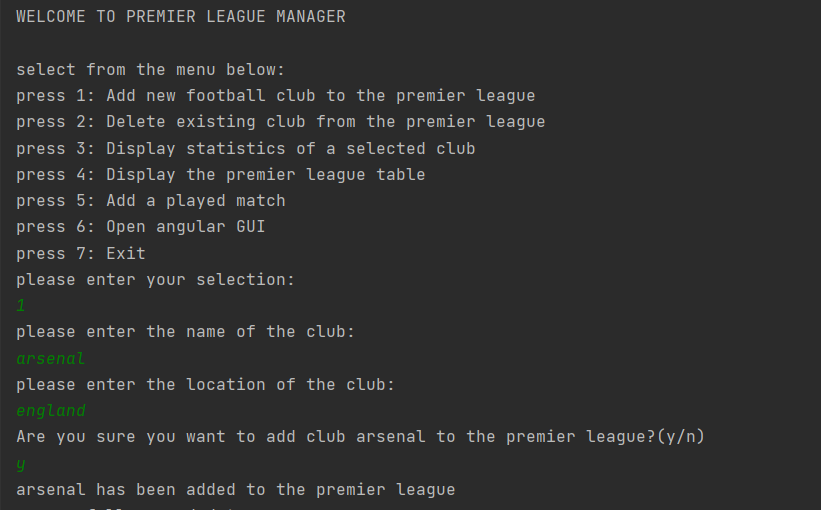 WELCOME TO PREMIER LEAGUE MANAGER
select from the menu below:
press 1: Add new football club to the premier league
press 2: Delete existing club from the premier league
press 3: Display statistics of a selected club
press 4: Display the premier league table
press 5: Add a played match
press 6: Open angular GUI
press 7: Exit
please enter your selection:
1
please enter the name of the club:
arsenal
please enter the location of the club:
england
Are you sure you want to add club arsenal to the premier league?(y/n)
y
arsenal has been added to the premier league